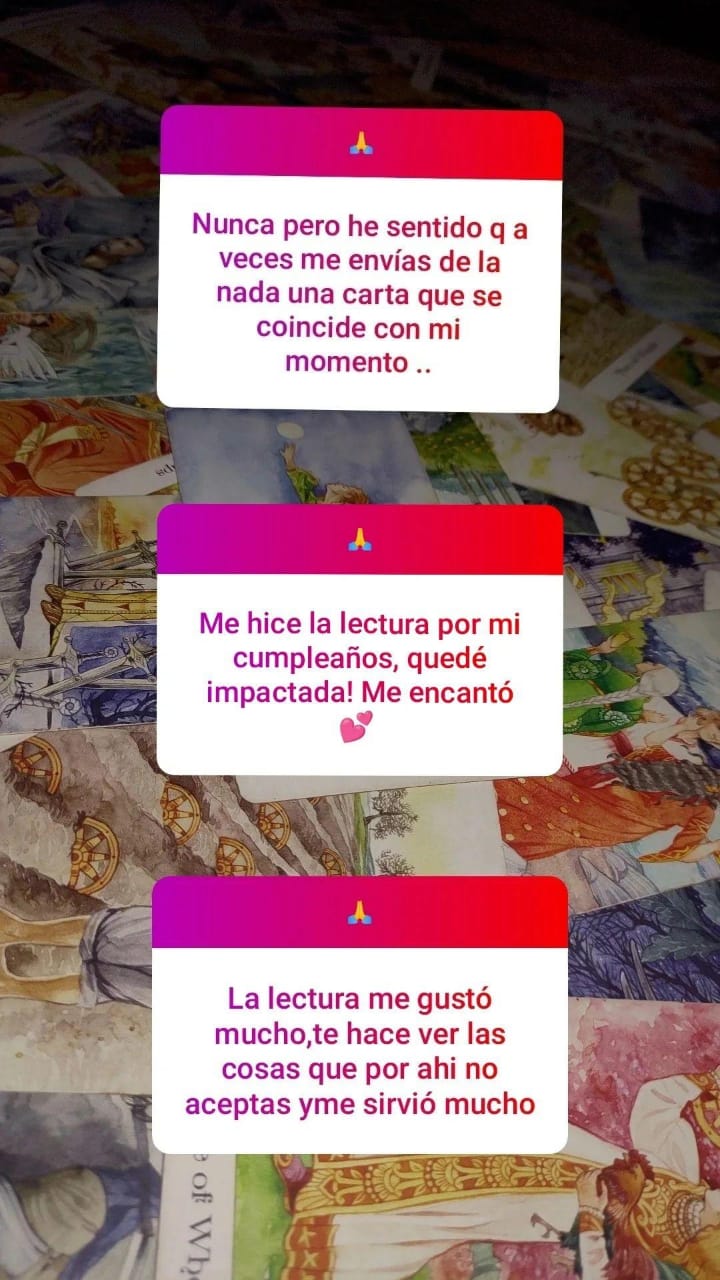 🙏
Nunca pero he sentido q a
veces me envías de la
nada una carta que se
coincide con mi
momento ..
🙏
Me hice la lectura por mi
cumpleaños, quedé
impactada! Me encantó
💕
🙏
La lectura me gustó
mucho,te hace ver las
cosas que por ahi no
aceptas yme sirvió mucho
of